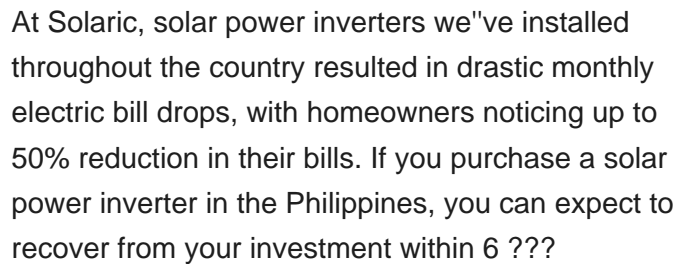 At Solaric, solar power inverters we"ve installed
throughout the country resulted in drastic monthly
electric bill drops, with homeowners noticing up to
50% reduction in their bills. If you purchase a solar
power inverter in the Philippines, you can expect to
recover from your investment within 6 ???